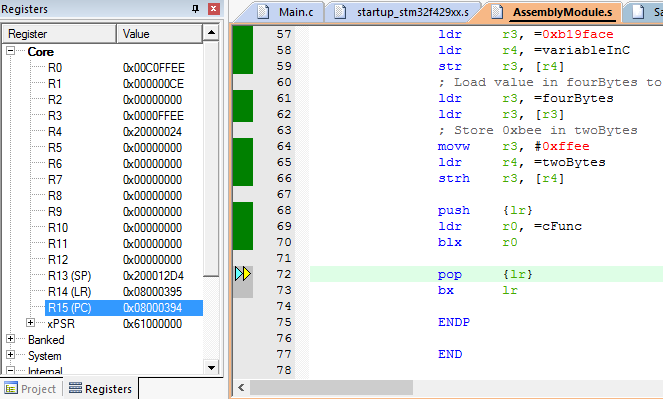 Registers
Register Value
Core
R0 0x00C0FFEE
R1 0x000000CE
R2 0x00000000
R3 0x0000FFEE
R4 0x20000024
R5 0x00000000
R6 0x00000000
R7 0x00000000
R8 0x00000000
R9 0x00000000
R10 0x00000000
R11 0x00000000
R12 0x00000000
R13 (SP) 0x200012D4
R14 (LR) 0x08000395
R15 (PC) 0x08000394
xPSR 0x61000000
Banked
System
Internal
Project Registers
Main.c startup_stm32f429xx.s AssemblyModule.s Sa
57 ldr r3, =0xb19face
58 ldr r4, =variableInC
59 str r3, [r4]
60 ; Load value in fourBytes to
61 ldr r3, =fourBytes
62 ldr r3, [r3]
63 ; Store 0xbee in twoBytes
64 movw r3, #0xffee
65 ldr r4, =twoBytes
66 strh r3, [r4]
67
68 push {lr}
69 ldr r0, =cFunc
70 blx r0
71
72 pop {lr}
73 bx lr
74
75 ENDP
76
77 END
78